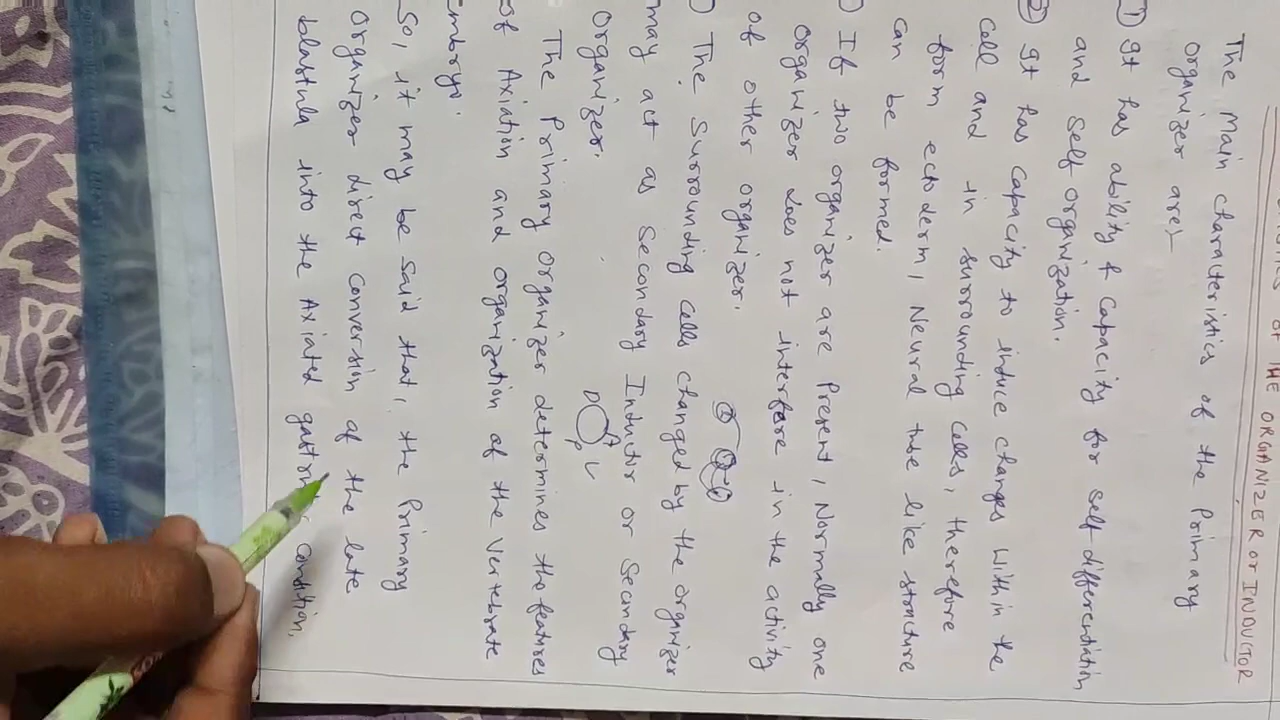 OF THE ORGANIZER OR INDUCTOR
The Main characteristics of the Primary
organizer are:-
① It has ability & Capacity for self differentiation
and Self organization.
② It has Capacity to induce changes within the
Cell and in surrounding Cells, therefore
form ectoderm, Neural tube like structure
can be formed.
) If two organizer are Present, Normally one
organizer does not interfere in the activity
of other organizer.
) The Surrounding Cells changed by the organizer
may act as Secondary Inductor or Secondary
organizer.
D V
The Primary Organizer determines the features
of Axiation and organization of the Vertebrate
Embryo.
So, it may be said that, the Primary
Organizer direct Conversion of the late
blastula into the Axiated condition.